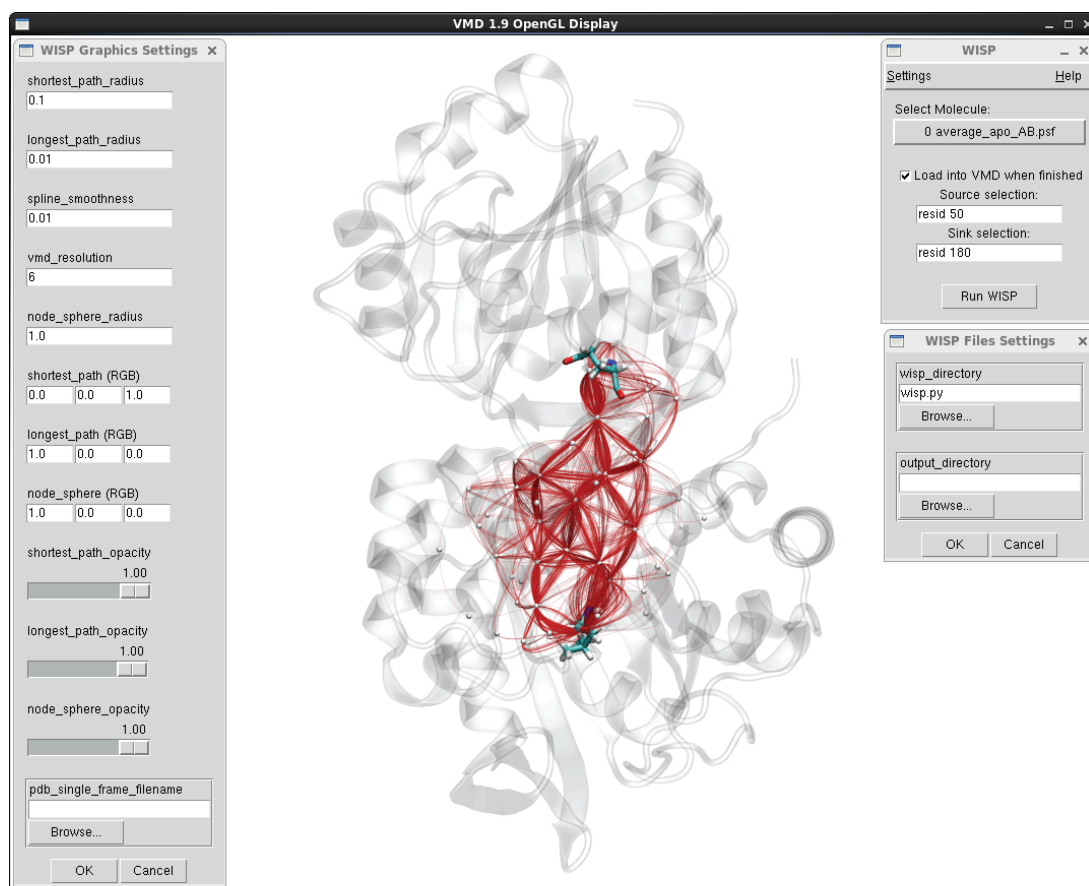 VMD 1.9 OpenGL Display
WISP Graphics Settings
shortest_path_radius
0.1
longest_path_radius
0.01
spline_smoothness
0.01
vmd_resolution
6
node_sphere_radius
1.0
shortest_path (RGB)
0.0 0.0 1.0
longest_path (RGB)
1.0 0.0 0.0
node_sphere (RGB)
1.0 0.0 0.0
shortest_path_opacity
1.00
longest_path_opacity
1.00
node_sphere_opacity
1.00
pdb_single_frame_filename
Browse...
OK Cancel
WISP
Settings Help
Select Molecule:
0 average_apo_AB.psf
Load into VMD when finished
Source selection:
resid 50
Sink selection:
resid 180
Run WISP
WISP Files Settings
wisp_directory
wisp.py
Browse...
output_directory
Browse...
OK Cancel